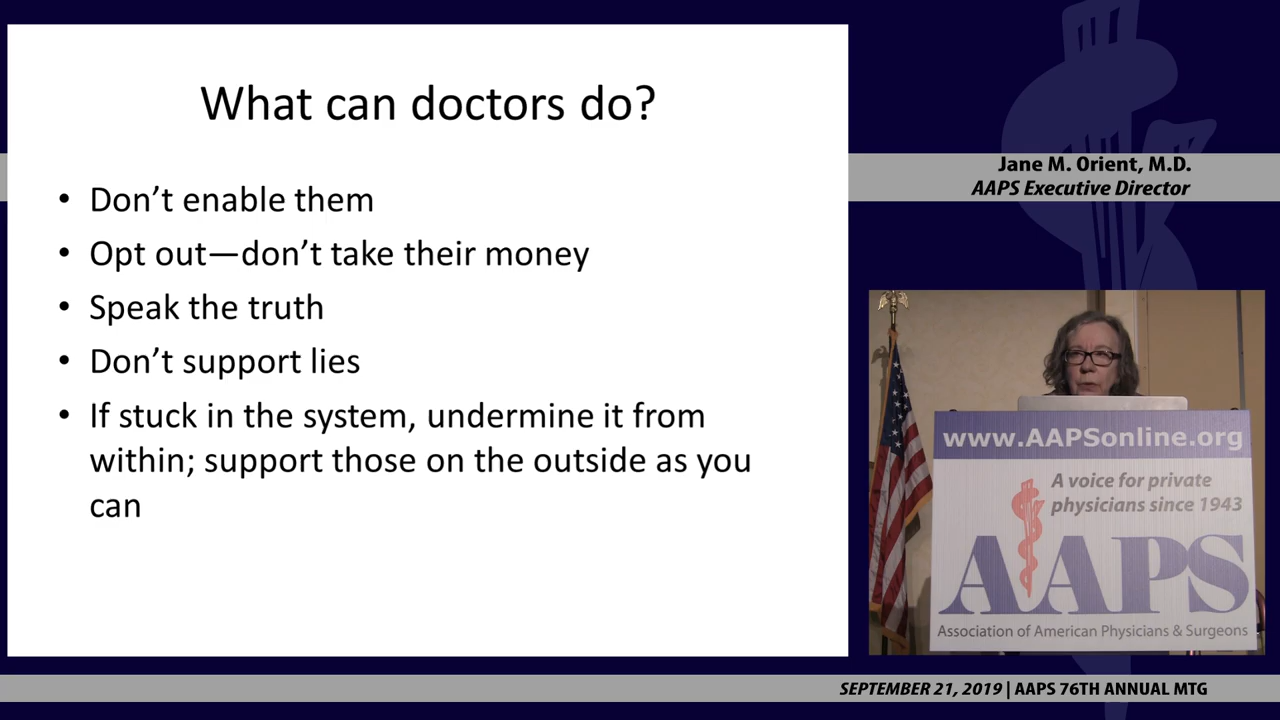 What can doctors do?
• Don’t enable them
• Opt out—don’t take their money
• Speak the truth
• Don’t support lies
• If stuck in the system, undermine it from
within; support those on the outside as you
can
Jane M. Orient, M.D.
AAPS Executive Director
www.AAPSonline.org
A voice for private
physicians since 1943
AAPS
Association of American Physicians & Surgeons
SEPTEMBER 21, 2019 | AAPS 76TH ANNUAL MTG